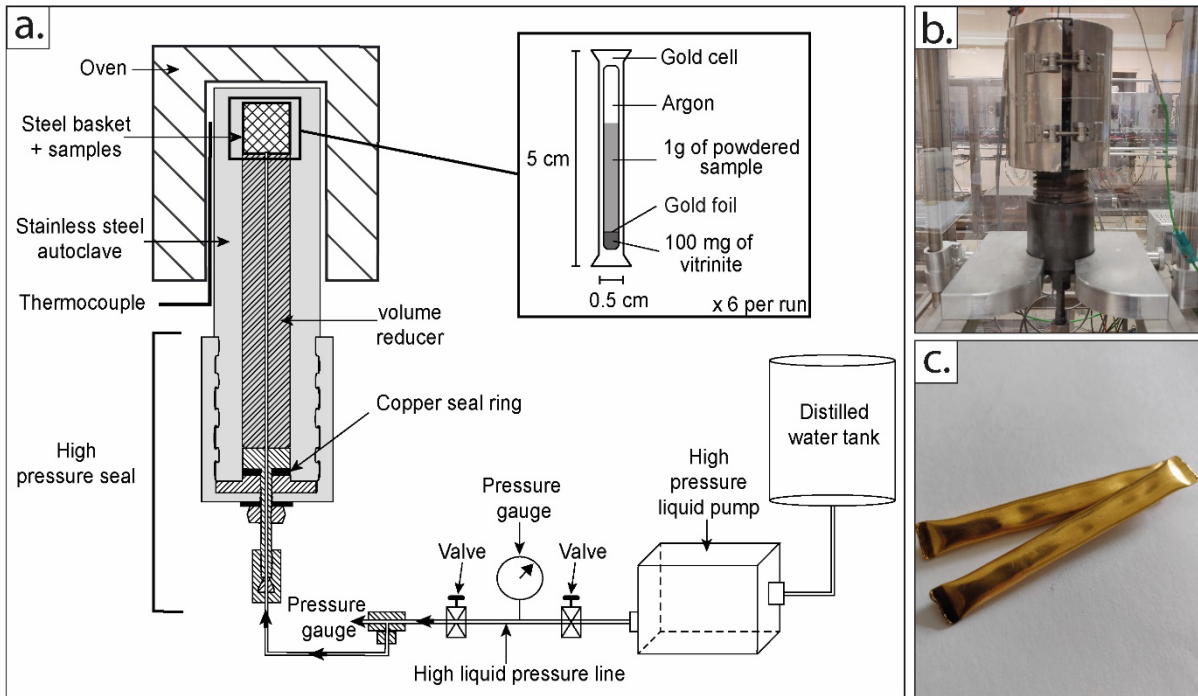 a.
Oven
Steel basket
+ samples
Stainless steel
autoclave
Thermocouple
High
pressure seal
volume
reducer
Copper seal ring
5 cm
Gold cell
Argon
1g of powdered
sample
Gold foil
100 mg of
vitrinite
0.5 cm
x 6 per run
Distilled
water tank
High
pressure
liquid pump
Pressure
gauge
Valve
Valve
Pressure
gauge
High liquid pressure line
b.
c.